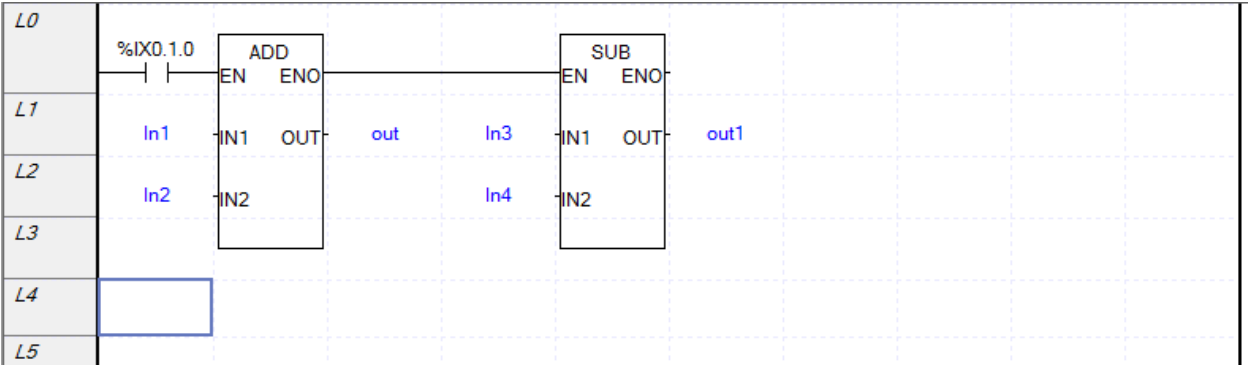 L0
%IX0.1.0 ADD SUB
EN ENO EN ENO
L1
In1 IN1 OUT out In3 IN1 OUT out1
L2
In2 IN2 In4 IN2
L3
L4
L5